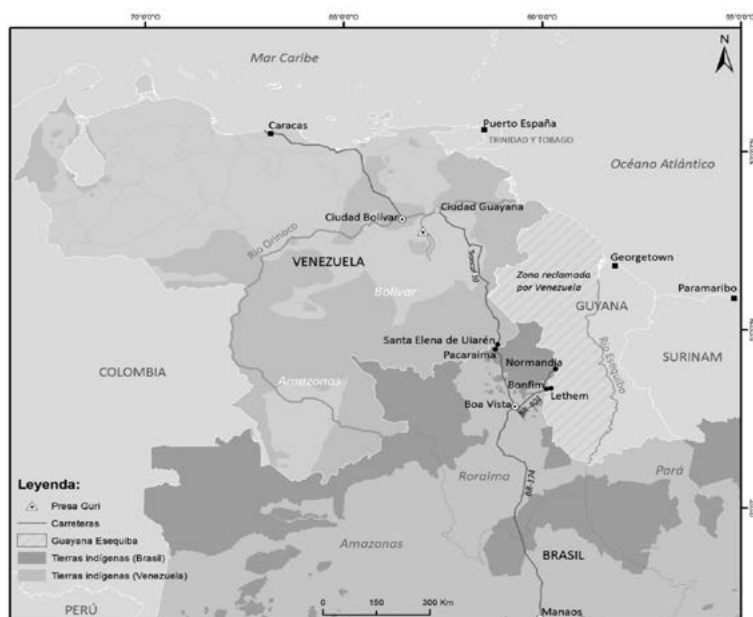 70°0'0"O
65°0'0"O
60°0'0"O
55°0'0"O
N
Mar Caribe
Caracas
Puerto España
TRINIDAD Y TOBAGO
Océano Atlántico
Ciudad Bolívar
Ciudad Guayana
Río Orinoco
Georgetown
VENEZUELA
Zona reclamada
por Venezuela
Troncal 10
Paramaribo
Bolívar
GUYANA
Santa Elena de Uiarén
Pacaraima
Normandia
SURINAM
COLOMBIA
Río Esequibo
Amazonas
Bonfim
Lethem
Boa Vista
BR-401
Leyenda:
Roraima
Pará
BR-174
Presa Guri
Carreteras
Guayana Esequiba
Tierras indígenas (Brasil)
Amazonas
BRASIL
Tierras indígenas (Venezuela)
PERÚ
0 150 300 Km
Manaos